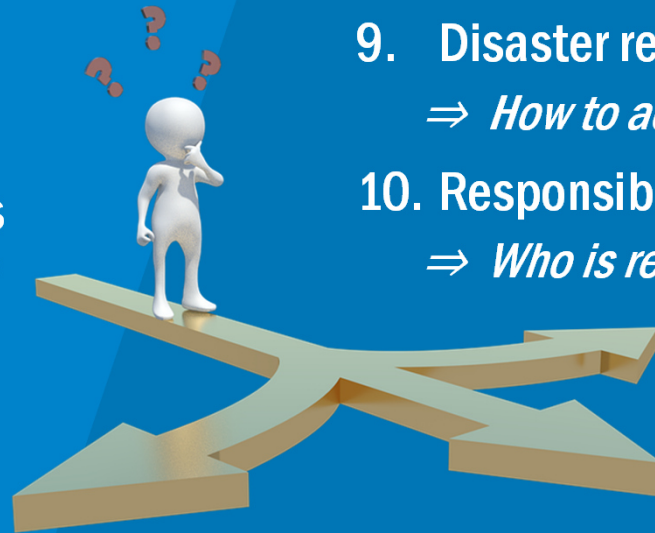 9. Disaster re
⇒ How to a
10. Responsib
⇒ Who is re
s
? ? ?